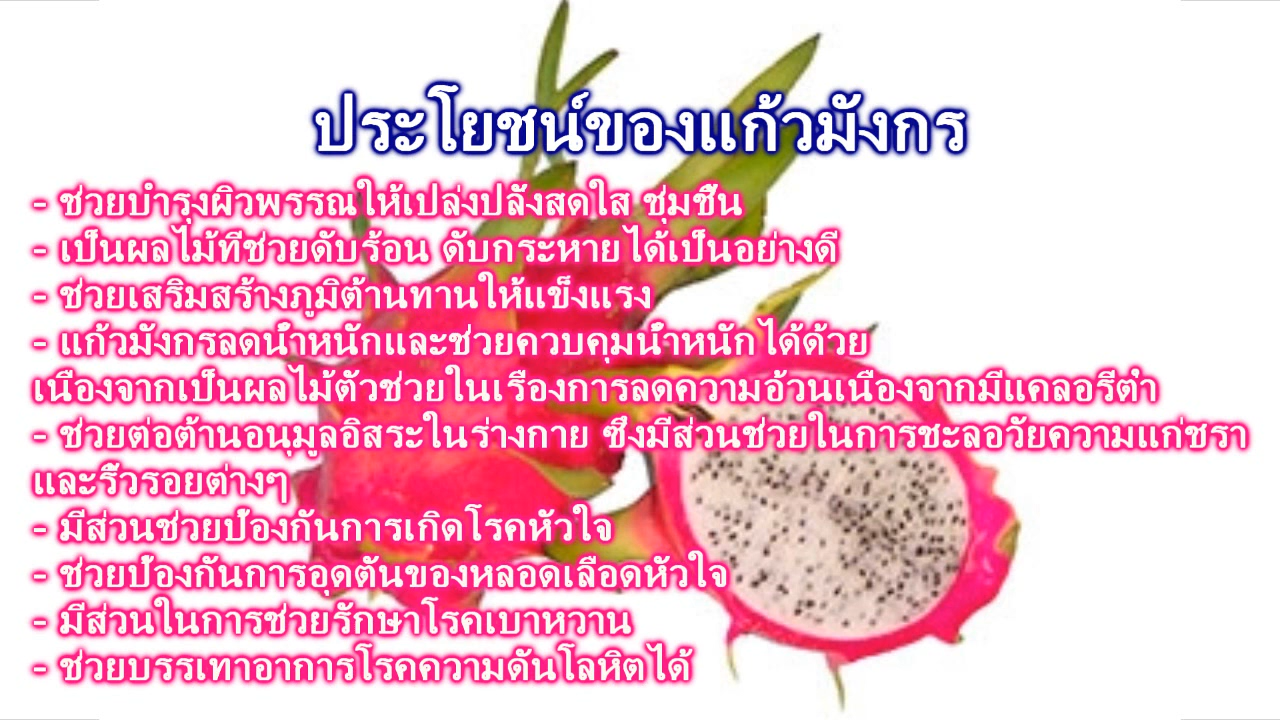 ประโยชน์ของแก้วมังกร
- ช่วยบำรุงผิวพรรณให้เปล่งปลั่งสดใส ชุ่มชื่น
- เป็นผลไม้ที่ช่วยดับร้อน ดับกระหายได้เป็นอย่างดี
- ช่วยเสริมสร้างภูมิต้านทานให้แข็งแรง
- แก้วมังกรลดน้ำหนักและช่วยควบคุมน้ำหนักได้ด้วย
เนื่องจากเป็นผลไม้ตัวช่วยในเรื่องการลดความอ้วนเนื่องจากมีแคลอรีต่ำ
- ช่วยต่อต้านอนุมูลอิสระในร่างกาย ซึ่งมีส่วนช่วยในการชะลอวัยความแก่ชรา
และริ้วรอยต่างๆ
- มีส่วนช่วยป้องกันการเกิดโรคหัวใจ
- ช่วยป้องกันการอุดตันของหลอดเลือดหัวใจ
- มีส่วนในการช่วยรักษาโรคเบาหวาน
- ช่วยบรรเทาอาการโรคความดันโลหิตได้